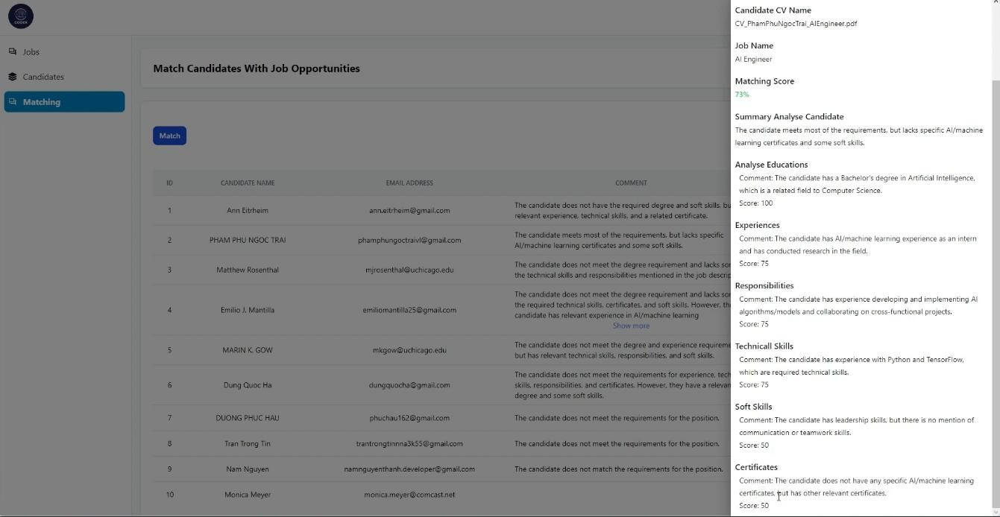 CODEX
Jobs
Candidates
Matching
Match Candidates With Job Opportunities
Match
ID CANDIDATE NAME EMAIL ADDRESS COMMENT
1 Ann Eitrheim ann.eitrheim@gmail.com The candidate does not have the required degree and soft skills, bu
relevant experience, technical skills, and a related certificate.
2 PHAM PHU NGOC TRAI phamphungoctraivl@gmail.com The candidate meets most of the requirements, but lacks specific
AI/machine learning certificates and some soft skills.
3 Matthew Rosenthal mjrosenthal@uchicago.edu The candidate does not meet the degree requirement and lacks so
the technical skills and responsibilities mentioned in the job descrip
4 Emilio J. Mantilla emiliomantilla25@gmail.com The candidate does not meet the degree requirement and lacks so
the required technical skills, certificates, and soft skills. However, th
candidate has relevant experience in AI/machine learning
Show more
5 MARIN K. GOW mkgow@uchicago.edu The candidate does not meet the degree and experience requireme
but has relevant technical skills, responsibilities, and soft skills.
6 Dung Quoc Ha dungquocha@gmail.com The candidate does not meet the requirements for experience, tech
skills, responsibilities, and certificates. However, they have a relevan
degree and some soft skills.
7 DUONG PHUC HAU phuchau162@gmail.com The candidate does not meet the requirements for the position.
8 Tran Trong Tin trantrongtinnna3k55@gmail.com The candidate does not meet the requirements for the position.
9 Nam Nguyen namnguyenthanh.developer@gmail.com The candidate does not match the requirements for the position.
10 Monica Meyer monica.meyer@comcast.net
Candidate CV Name
CV_PhamPhuNgocTrai_AIEngineer.pdf
Job Name
AI Engineer
Matching Score
73%
Summary Analyse Candidate
The candidate meets most of the requirements, but lacks specific AI/machine
learning certificates and some soft skills.
Analyse Educations
Comment: The candidate has a Bachelor's degree in Artificial Intelligence,
which is a related field to Computer Science.
Score: 100
Experiences
Comment: The candidate has AI/machine learning experience as an intern
and has conducted research in the field.
Score: 75
Responsibilities
Comment: The candidate has experience developing and implementing AI
algorithms/models and collaborating on cross-functional projects.
Score: 75
Technicall Skills
Comment: The candidate has experience with Python and TensorFlow,
which are required technical skills.
Score: 75
Soft Skills
Comment: The candidate has leadership skills, but there is no mention of
communication or teamwork skills.
Score: 50
Certificates
Comment: The candidate does not have any specific AI/machine learning
certificates, but has other relevant certificates.
Score: 50